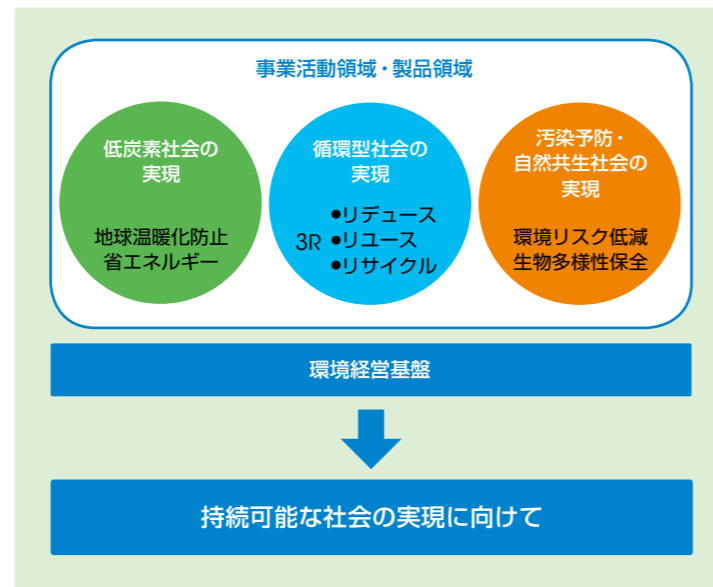 事業活動領域・製品領域
低炭素社会の
実現
地球温暖化防止
省エネルギー
循環型社会の
実現
3R
●リデュース
●リユース
●リサイクル
汚染予防・
自然共生社会の
実現
環境リスク低減
生物多様性保全
環境経営基盤
持続可能な社会の実現に向けて